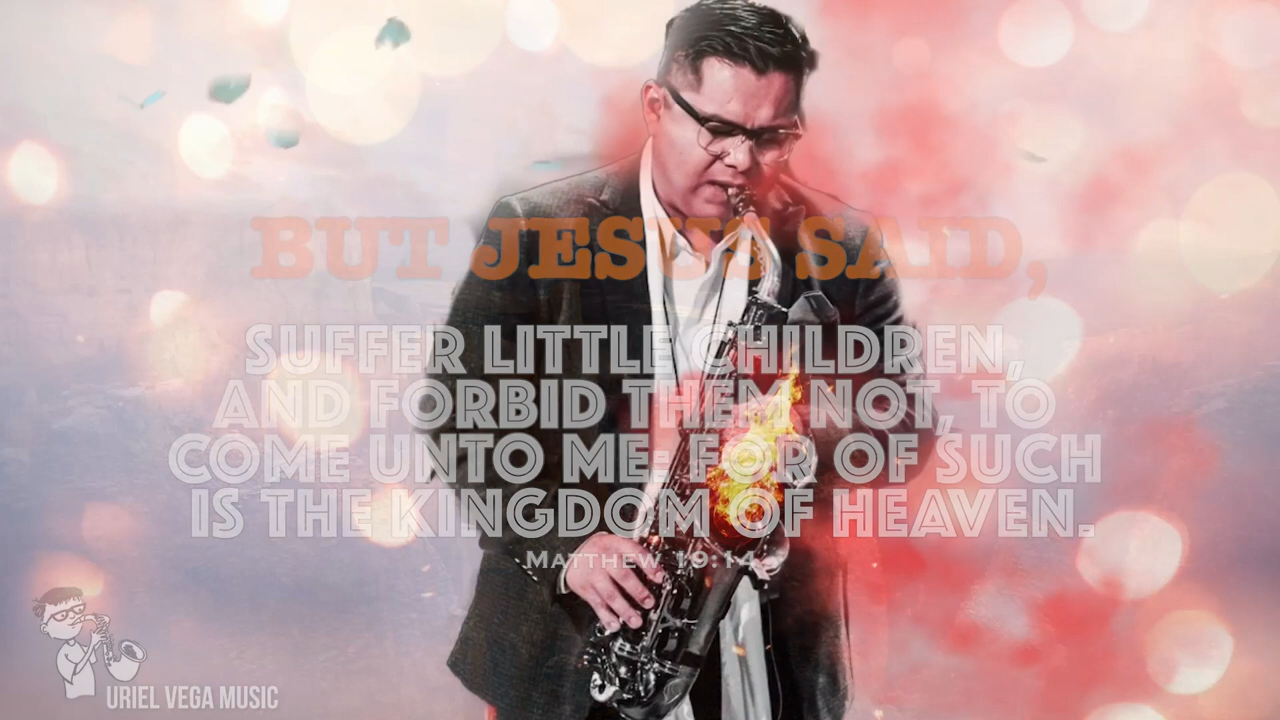 BUT JESUS SAID,
SUFFER LITTLE CHILDREN,
AND FORBID THEM NOT, TO
COME UNTO ME: FOR OF SUCH
IS THE KINGDOM OF HEAVEN.
MATTHEW 19:14
URIEL VEGA MUSIC